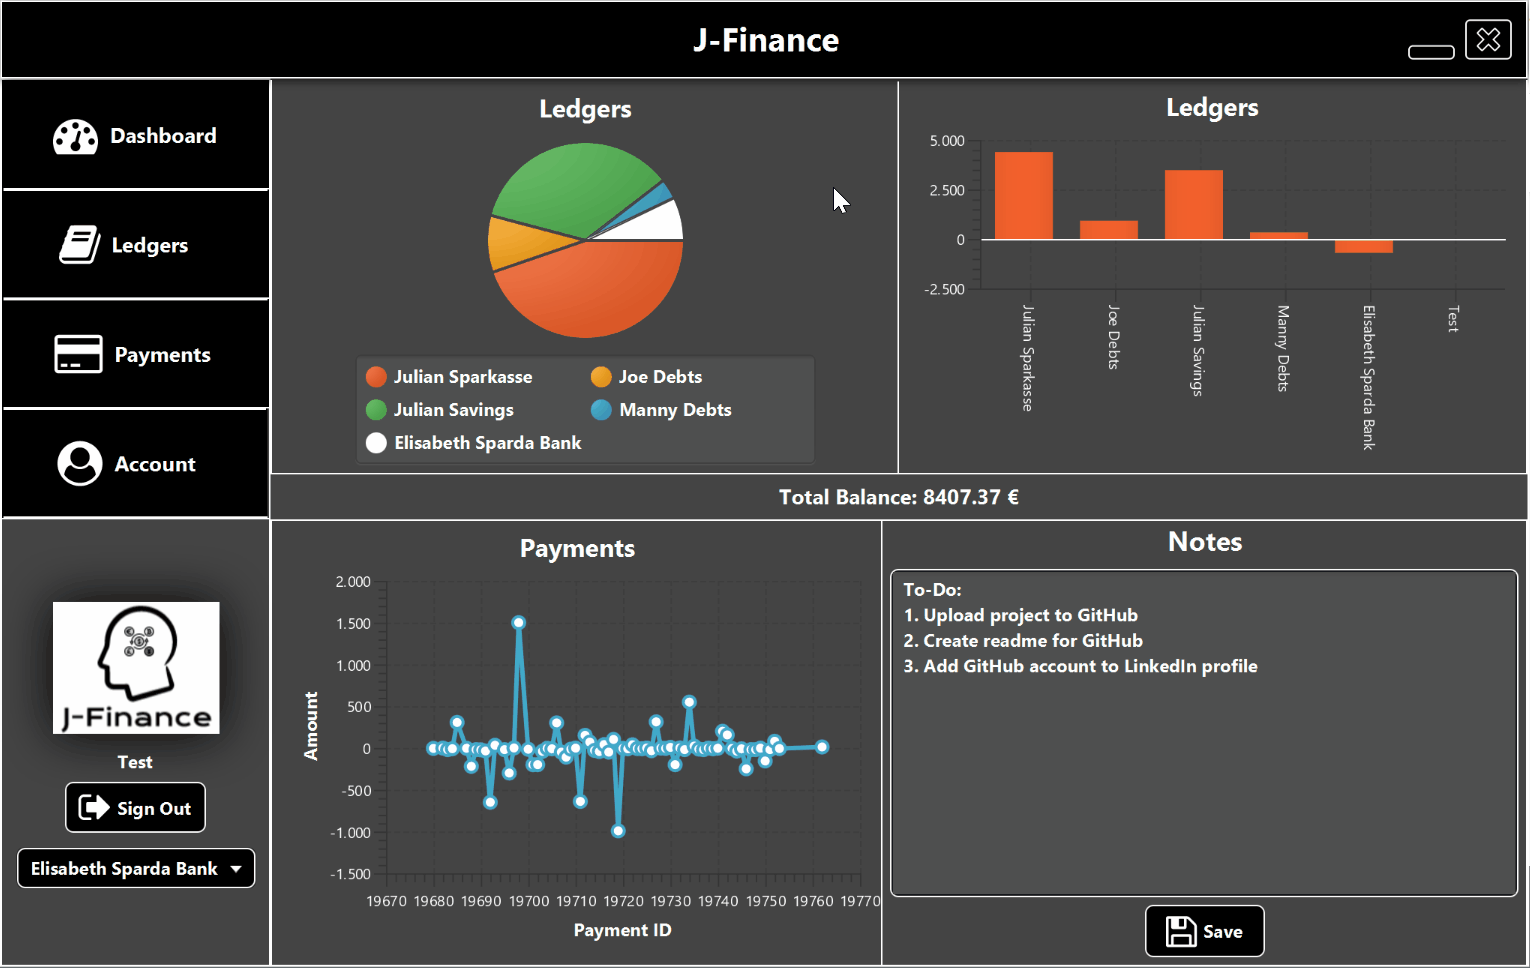 J-Finance
Dashboard
Ledgers
Payments
Account
J-Finance
Test
Sign Out
Elisabeth Sparda Bank
Ledgers
Julian Sparkasse
Joe Debts
Julian Savings
Manny Debts
Elisabeth Sparda Bank
Ledgers
5.000
2.500
0
-2.500
Julian Sparkasse
Joe Debts
Julian Savings
Manny Debts
Elisabeth Sparda Bank
Test
Total Balance: 8407.37 €
Payments
Amount
2.000
1.500
1.000
500
0
-500
-1.000
-1.500
19670 19680 19690 19700 19710 19720 19730 19740 19750 19760 19770
Payment ID
Notes
To-Do:
1. Upload project to GitHub
2. Create readme for GitHub
3. Add GitHub account to LinkedIn profile
Save